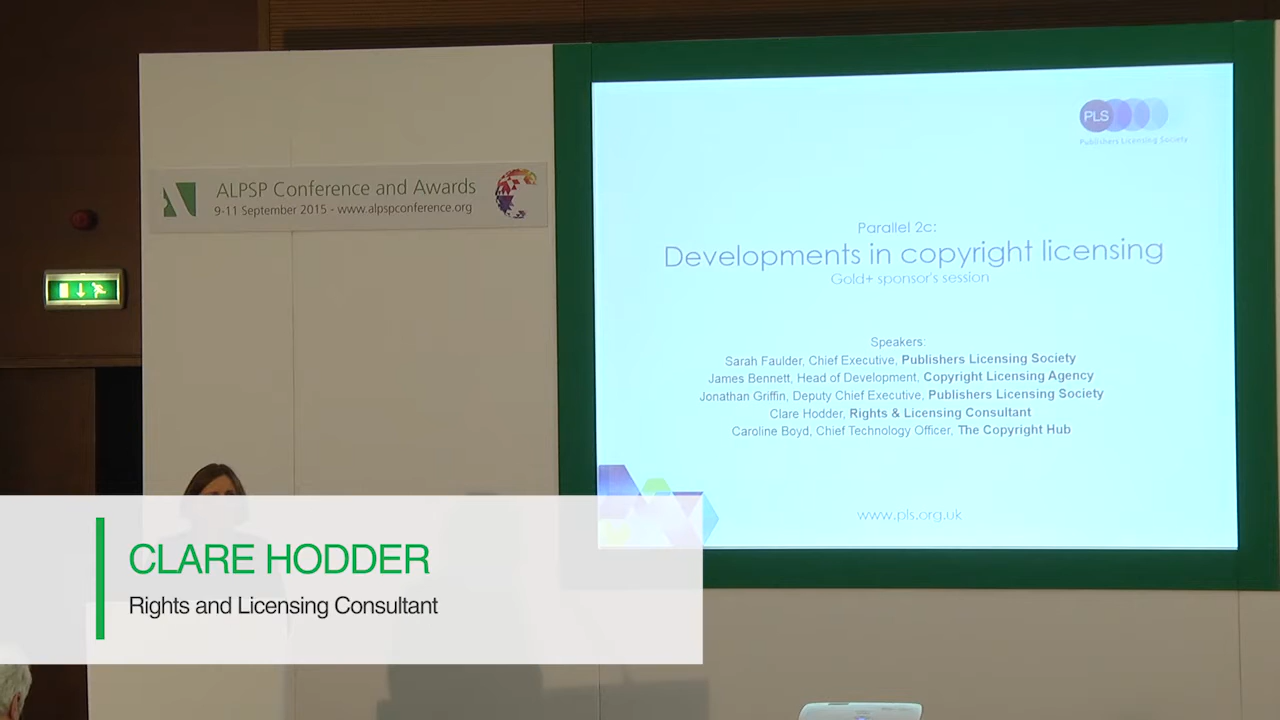 ALPSP Conference and Awards
9-11 September 2015 - www.alpspconference.org
PLS
Publishers Licensing Society
Parallel 2c:
Developments in copyright licensing
Gold+ sponsor's session
Speakers:
Sarah Faulder, Chief Executive, Publishers Licensing Society
James Bennett, Head of Development, Copyright Licensing Agency
Jonathan Griffin, Deputy Chief Executive, Publishers Licensing Society
Clare Hodder, Rights & Licensing Consultant
Caroline Boyd, Chief Technology Officer, The Copyright Hub
www.pls.org.uk
CLARE HODDER
Rights and Licensing Consultant